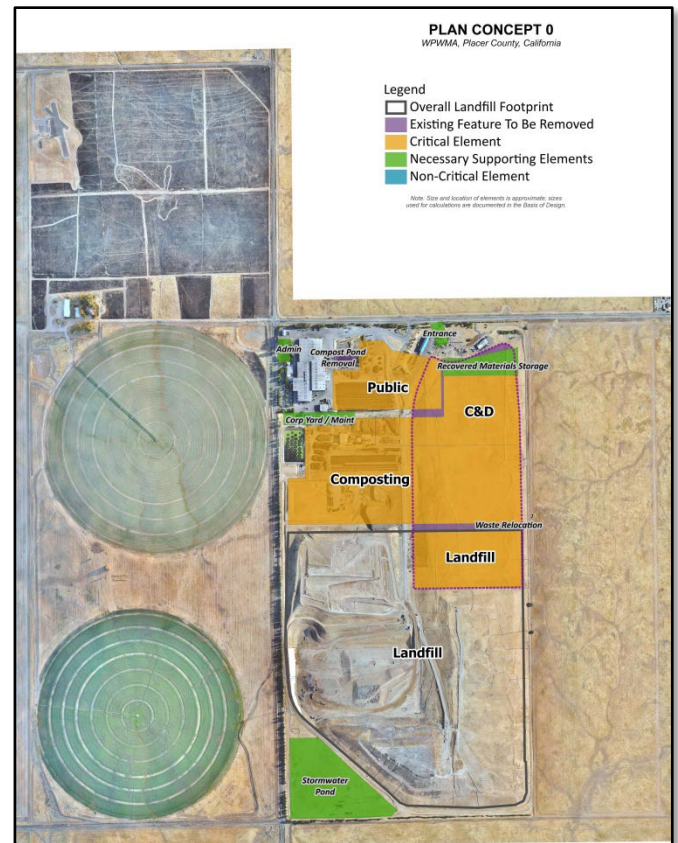 PLAN CONCEPT 0
WPWMA, Placer County, California
Legend
Overall Landfill Footprint
Existing Feature To Be Removed
Critical Element
Necessary Supporting Elements
Non-Critical Element
Note: Size and location of elements is approximate; sizes
used for calculations are documented in the Basis of Design.
Entrance
Admin
Compost Pond
Removal
Recovered Materials Storage
Public
C&D
Corp Yard / Maint
Composting
Waste Relocation
Landfill
Landfill
Stormwater
Pond